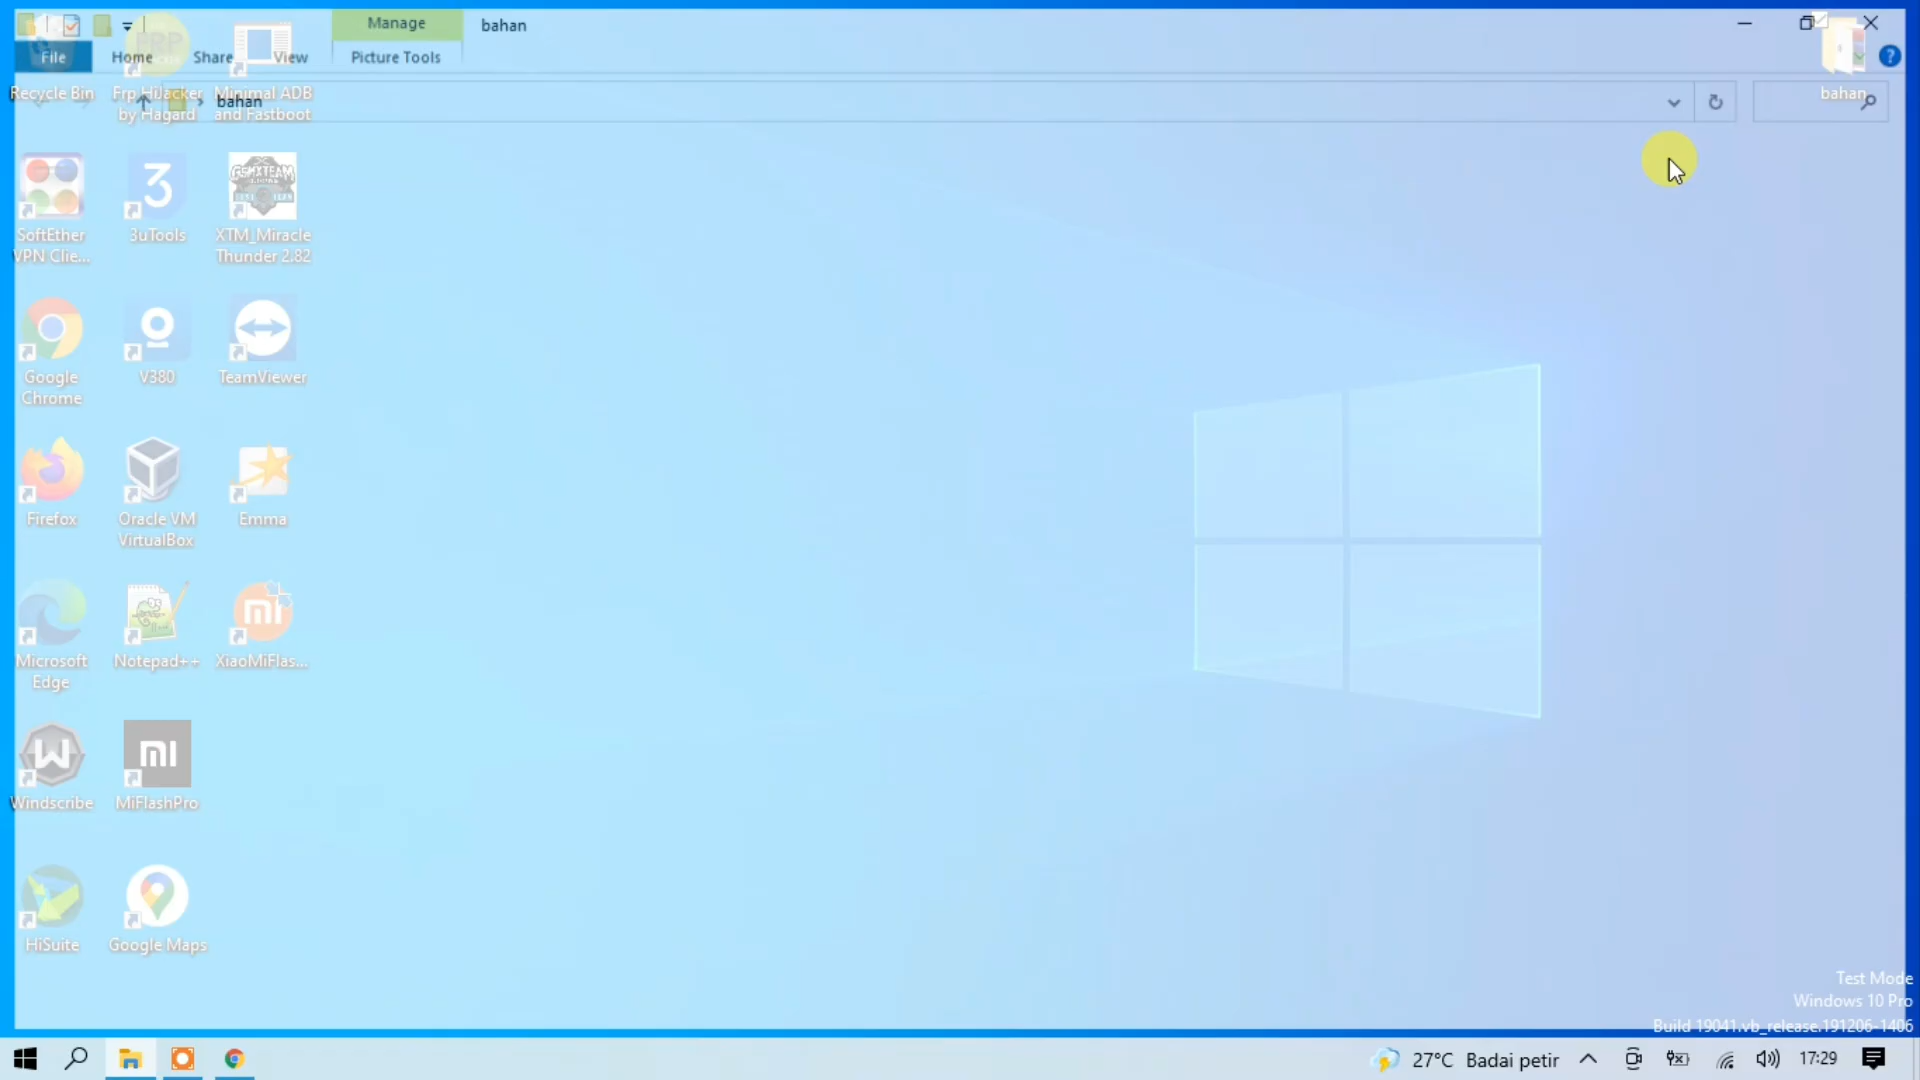 Manage
bahan
File
Home
Share
View
Picture Tools
bahan
Recycle Bin
Frp HiJacker
by Hagard
Minimal ADB
and Fastboot
bahan
SoftEther
VPN Clie...
3uTools
XTM_Miracle
Thunder 2.82
Google
Chrome
V380
TeamViewer
Firefox
Oracle VM
VirtualBox
Emma
Microsoft
Edge
Notepad++
XiaoMiFlas...
Windscribe
MiFlashPro
HiSuite
Google Maps
Test Mode
Windows 10 Pro
Build 19041.vb_release.191206-1406
27°C Badai petir
17:29